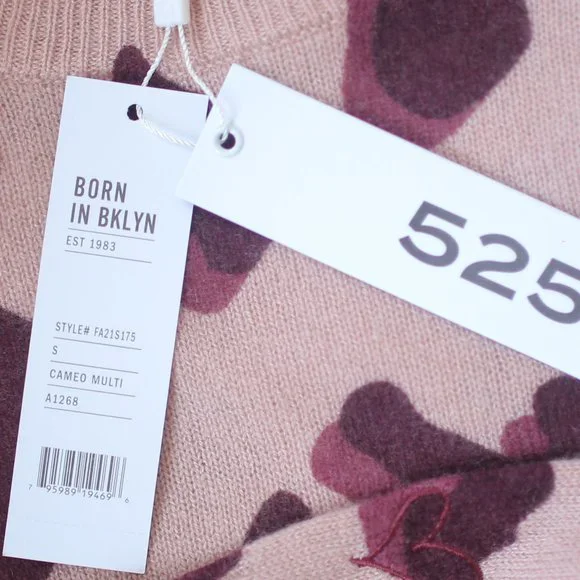 BORN
IN BKLYN
EST 1983
STYLE# FA21S175
S
CAMEO MULTI
A1268
7 95989 19469 6
525